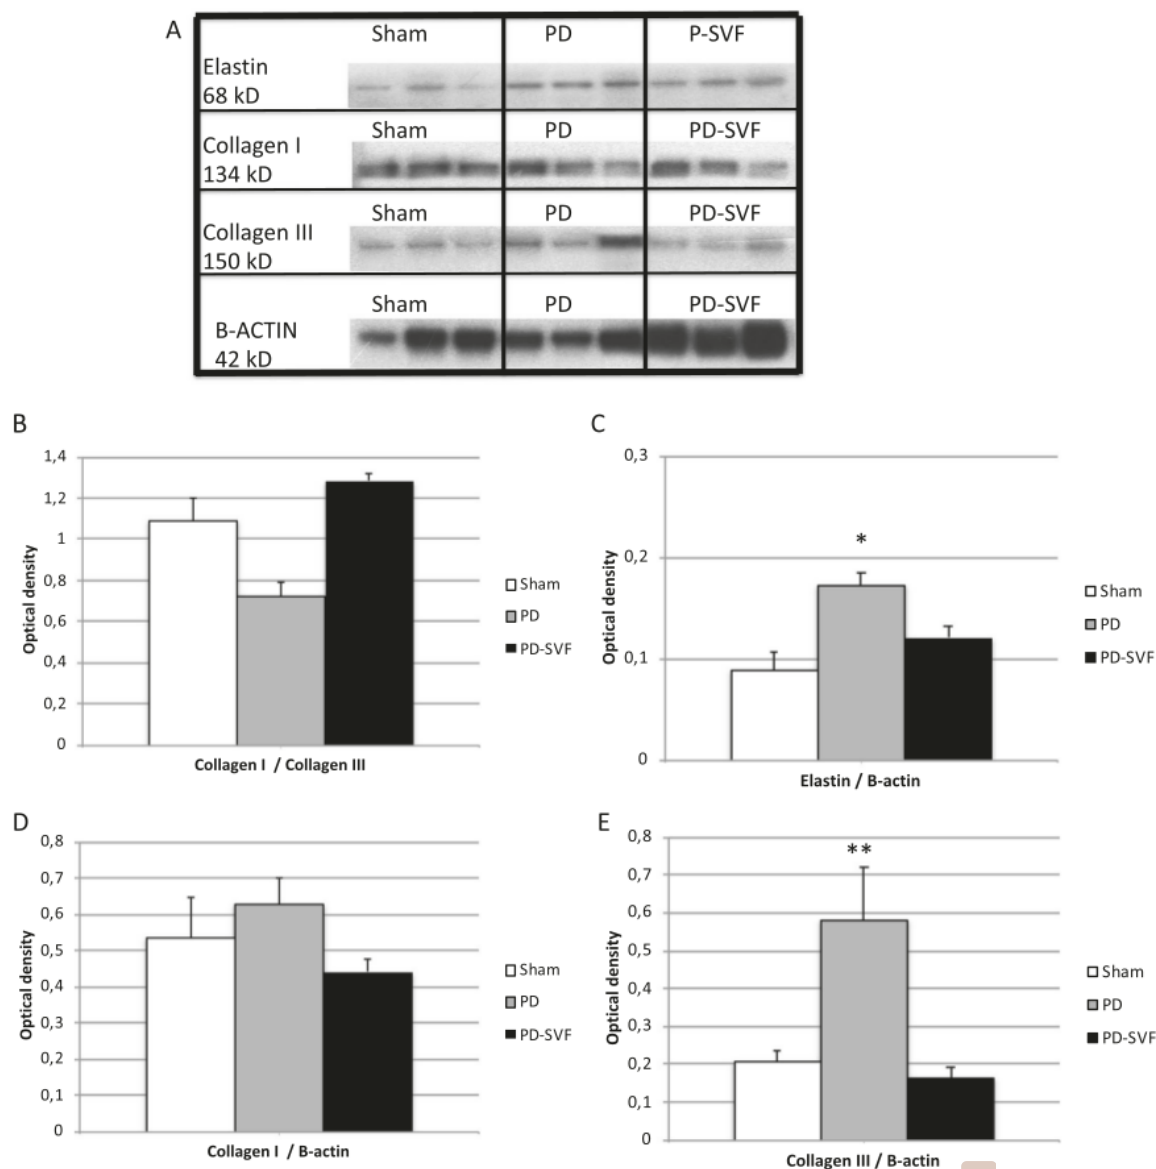 A
Sham PD P-SVF
Elastin
68 kD
Sham PD PD-SVF
Collagen I
134 kD
Sham PD PD-SVF
Collagen III
150 kD
Sham PD PD-SVF
B-ACTIN
42 kD
B
1,4
1,2
1
0,8
0,6
0,4
0,2
0
Optical density
Collagen I / Collagen III
Sham
PD
PD-SVF
C
0,3
0,2
0,1
0
Optical density
*
Elastin / B-actin
Sham
PD
PD-SVF
D
0,8
0,7
0,6
0,5
0,4
0,3
0,2
0,1
0
Optical density
Collagen I / B-actin
Sham
PD
PD-SVF
E
0,8
0,7
0,6
0,5
0,4
0,3
0,2
0,1
0
Optical density
**
Collagen III / B-actin
Sham
PD
PD-SVF